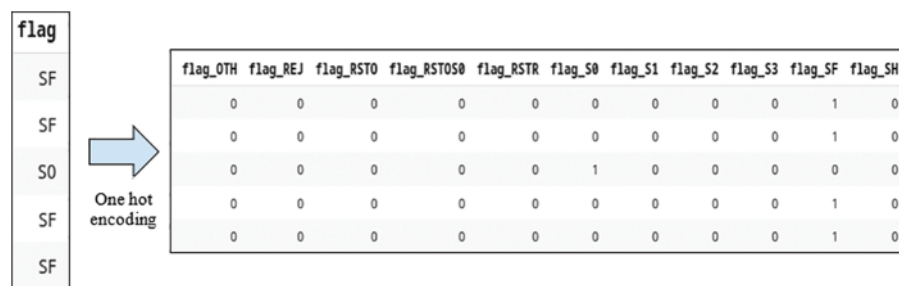 flag
SF
SF
S0
SF
SF
One hot
encoding
flag_OTH flag_REJ flag_RSTO flag_RSTOS0 flag_RSTR flag_S0 flag_S1 flag_S2 flag_S3 flag_SF flag_SH
0 0 0 0 0 0 0 0 0 1 0
0 0 0 0 0 0 0 0 0 1 0
0 0 0 0 0 1 0 0 0 0 0
0 0 0 0 0 0 0 0 0 1 0
0 0 0 0 0 0 0 0 0 1 0